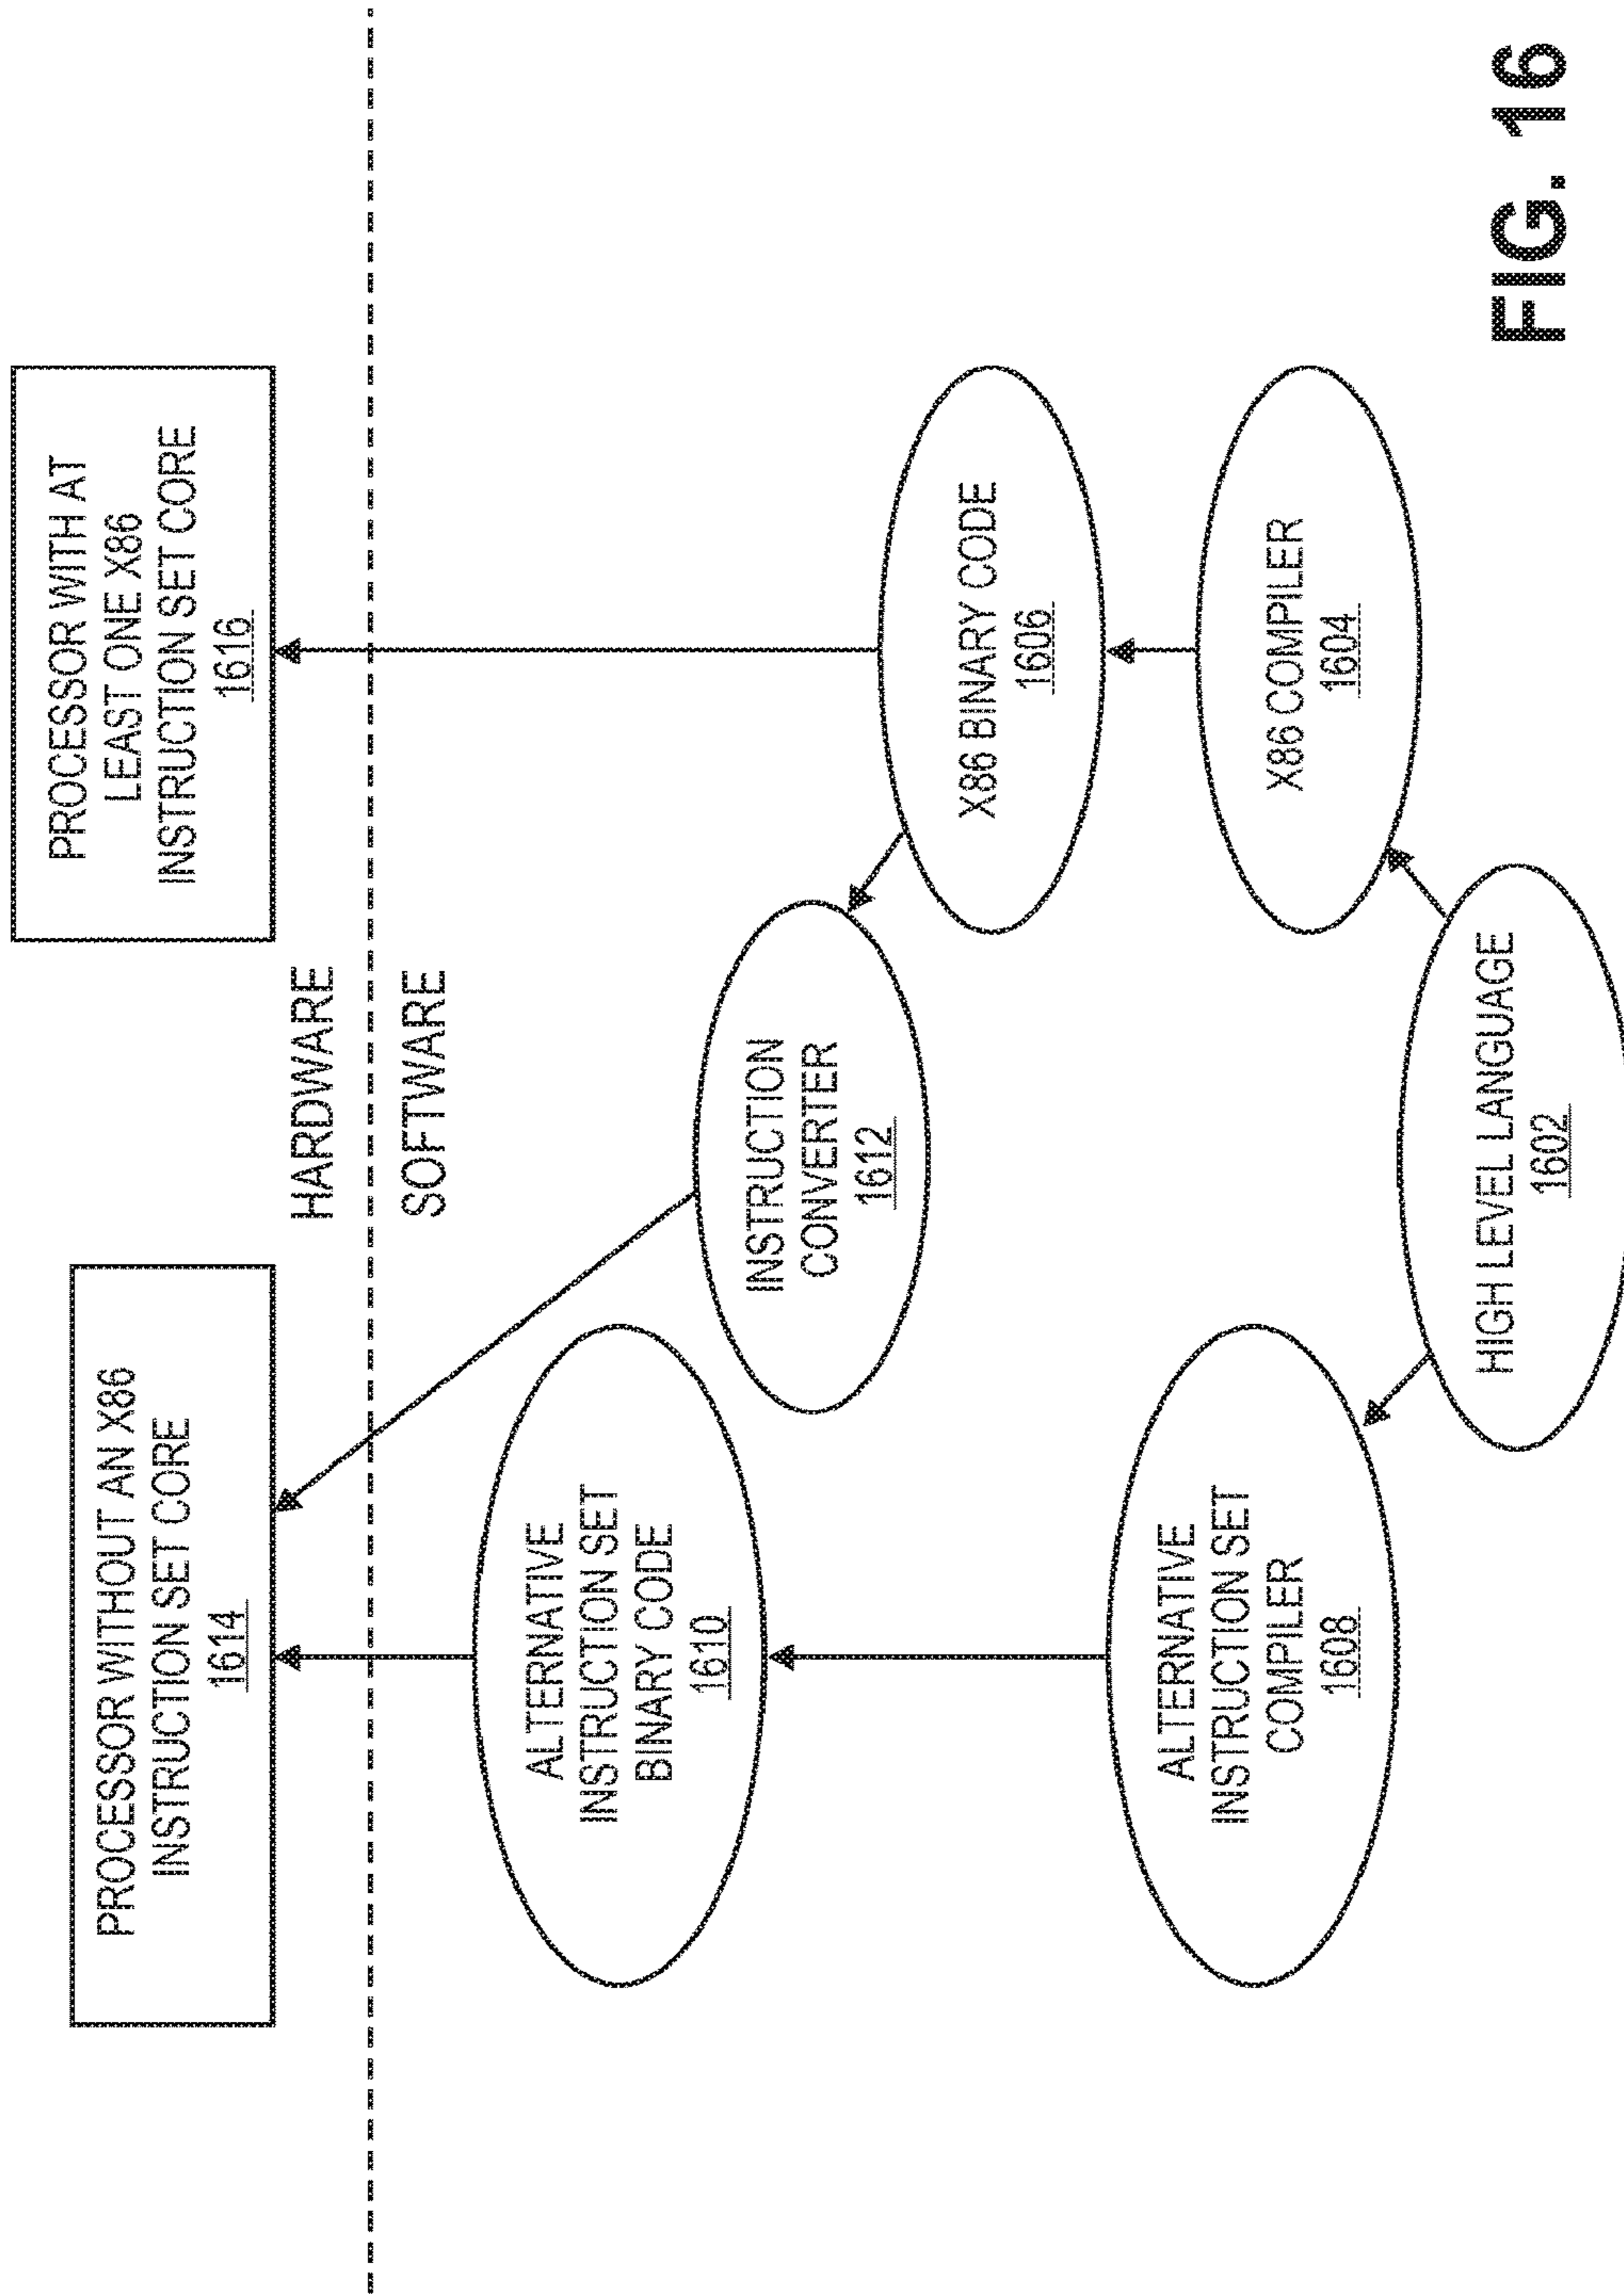 PROCESSOR WITHOUT AN X86
INSTRUCTION SET CORE
1614
PROCESSOR WITH AT
LEAST ONE X86
INSTRUCTION SET CORE
1616
HARDWARE
SOFTWARE
ALTERNATIVE
INSTRUCTION SET
BINARY CODE
1610
INSTRUCTION
CONVERTER
1612
X86 BINARY CODE
1606
ALTERNATIVE
INSTRUCTION SET
COMPILER
1608
X86 COMPILER
1604
HIGH LEVEL LANGUAGE
1602
FIG. 16